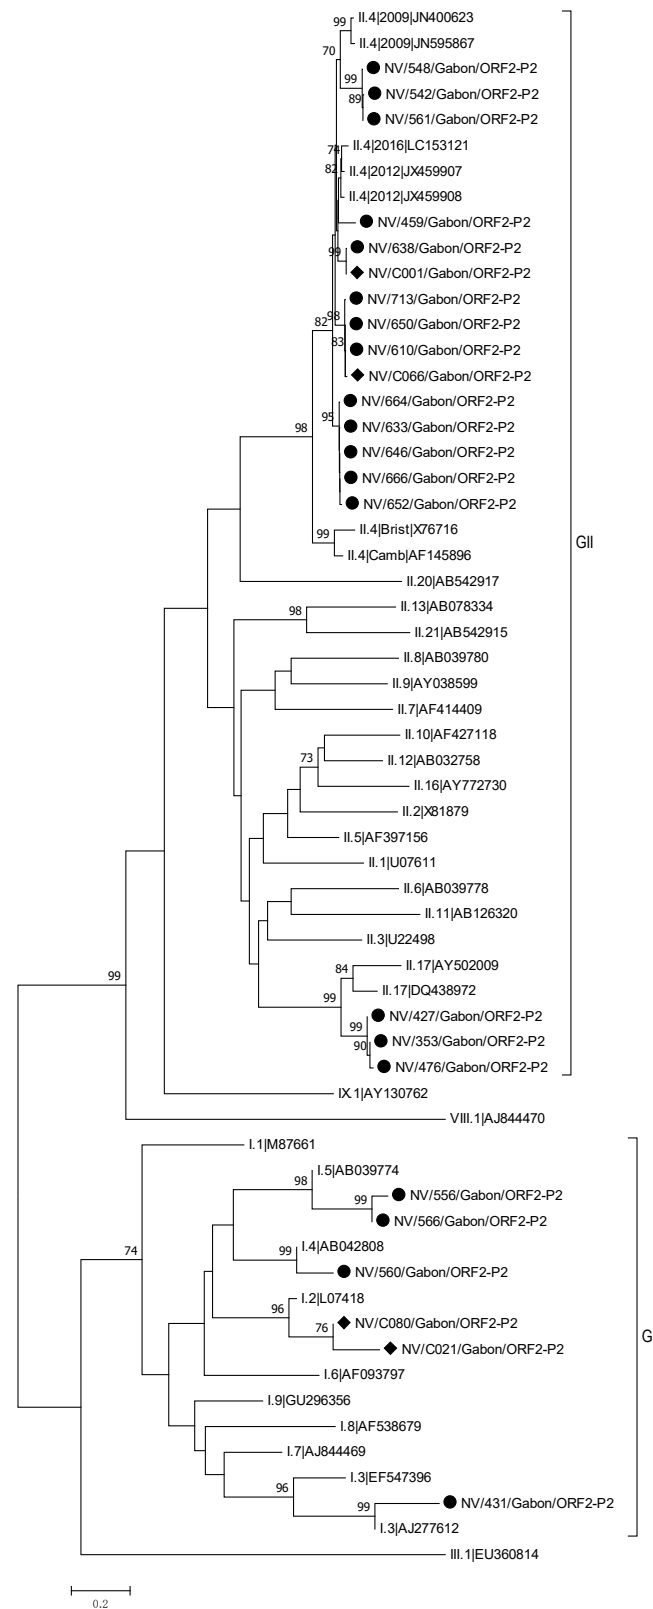 99
II.4|2009|JN400623
II.4|2009|JN595867
70
NV/548/Gabon/ORF2-P2
99
NV/542/Gabon/ORF2-P2
89
NV/561/Gabon/ORF2-P2
74
II.4|2016|LC153121
82
II.4|2012|JX459907
II.4|2012|JX459908
NV/459/Gabon/ORF2-P2
NV/638/Gabon/ORF2-P2
99
NV/C001/Gabon/ORF2-P2
NV/713/Gabon/ORF2-P2
82
98
NV/650/Gabon/ORF2-P2
83
NV/610/Gabon/ORF2-P2
NV/C066/Gabon/ORF2-P2
NV/664/Gabon/ORF2-P2
95
NV/633/Gabon/ORF2-P2
98
NV/646/Gabon/ORF2-P2
NV/666/Gabon/ORF2-P2
NV/652/Gabon/ORF2-P2
99
II.4|Brist|X76716
II.4|Camb|AF145896
GII
II.20|AB542917
98
II.13|AB078334
II.21|AB542915
II.8|AB039780
II.9|AY038599
II.7|AF414409
II.10|AF427118
73
II.12|AB032758
II.16|AY772730
II.2|X81879
II.5|AF397156
II.1|U07611
II.6|AB039778
II.11|AB126320
II.3|U22498
84
II.17|AY502009
99
II.17|DQ438972
99
NV/427/Gabon/ORF2-P2
99
NV/353/Gabon/ORF2-P2
90
NV/476/Gabon/ORF2-P2
IX.1|AY130762
VIII.1|AJ844470
I.1|M87661
I.5|AB039774
98
NV/556/Gabon/ORF2-P2
99
NV/566/Gabon/ORF2-P2
I.4|AB042808
74
99
NV/560/Gabon/ORF2-P2
I.2|L07418
96
NV/C080/Gabon/ORF2-P2
76
NV/C021/Gabon/ORF2-P2
G
I.6|AF093797
I.9|GU296356
I.8|AF538679
I.7|AJ844469
I.3|EF547396
96
NV/431/Gabon/ORF2-P2
99
I.3|AJ277612
III.1|EU360814
0.2